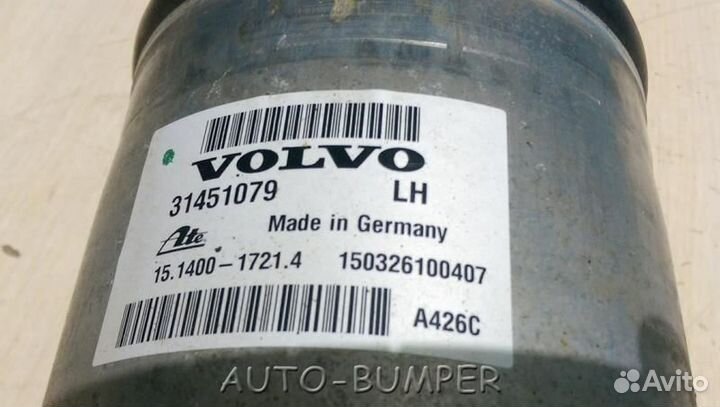 VOLVO
31451079 LH
Made in Germany
Ate
15.1400-1721.4 150326100407
A426C
AUTO-BUMPER
Avito